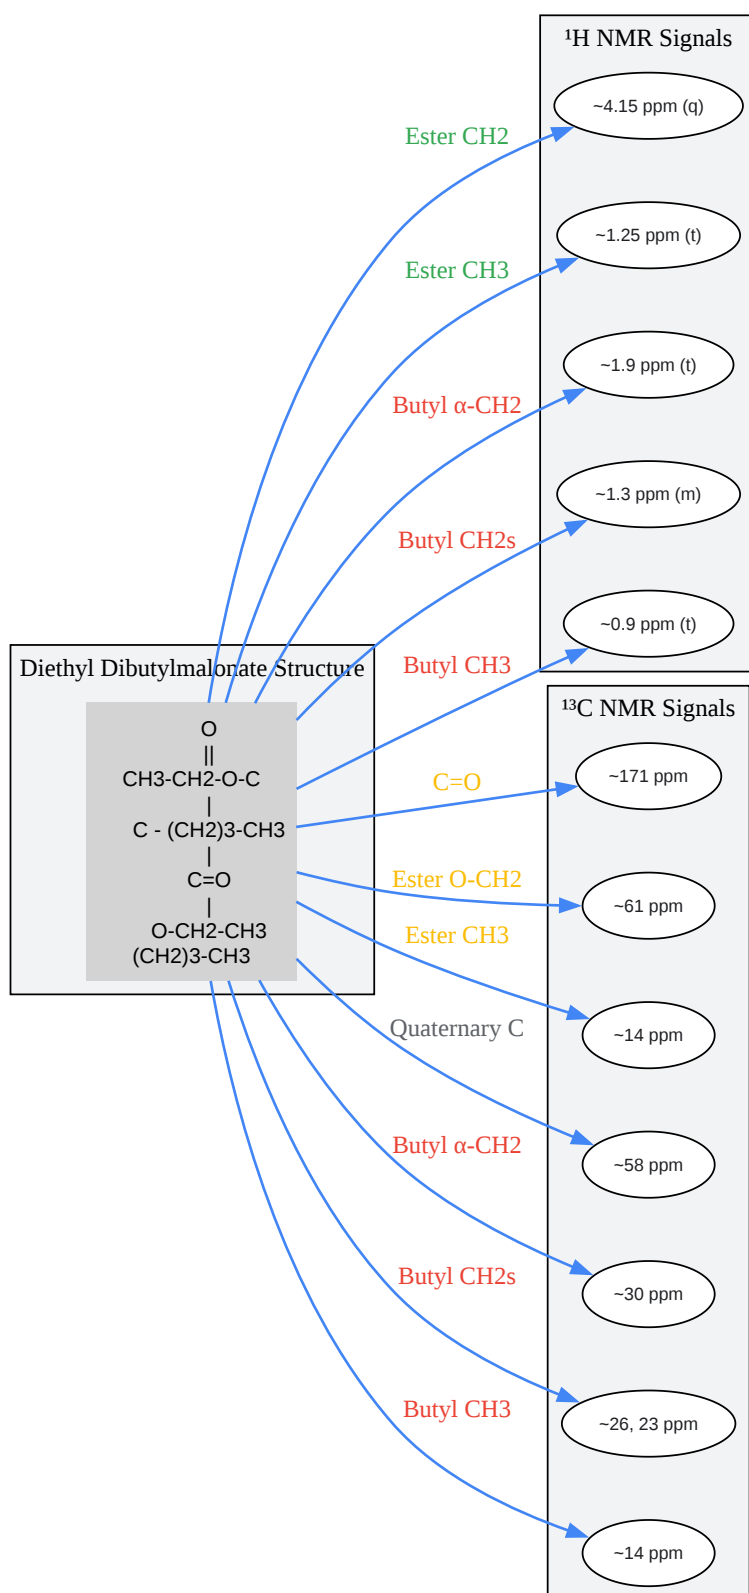 ¹H NMR Signals
~4.15 ppm (q)
Ester CH2
~1.25 ppm (t)
Ester CH3
~1.9 ppm (t)
Butyl α-CH2
~1.3 ppm (m)
Butyl CH2s
~0.9 ppm (t)
Butyl CH3
Diethyl Dibutylmalonate Structure
O
||
CH3-CH2-O-C
|
C - (CH2)3-CH3
|
C=O
|
O-CH2-CH3
(CH2)3-CH3
¹³C NMR Signals
C=O
~171 ppm
Ester O-CH2
~61 ppm
Ester CH3
~14 ppm
Quaternary C
~58 ppm
Butyl α-CH2
~30 ppm
Butyl CH2s
~26, 23 ppm
Butyl CH3
~14 ppm